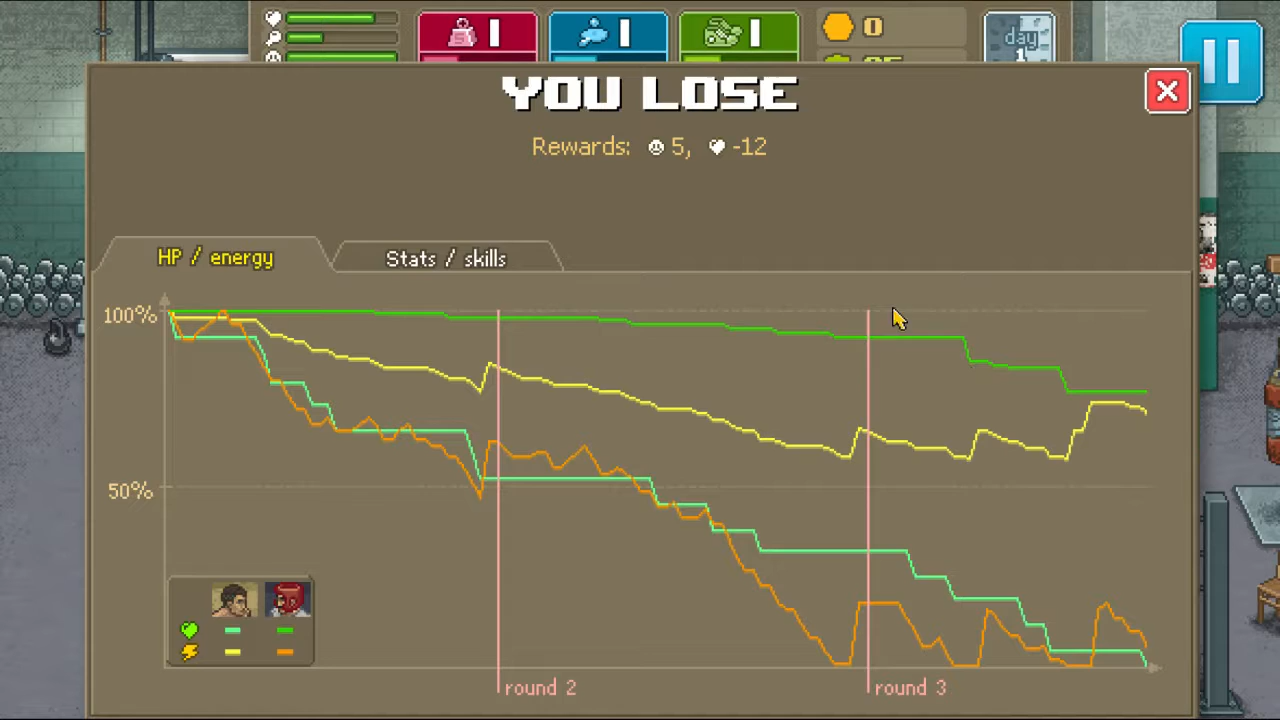 1
1
1
0
day
1
YOU LOSE
Rewards: 5, -12
HP / energy
Stats / skills
100%
50%
round 2
round 3